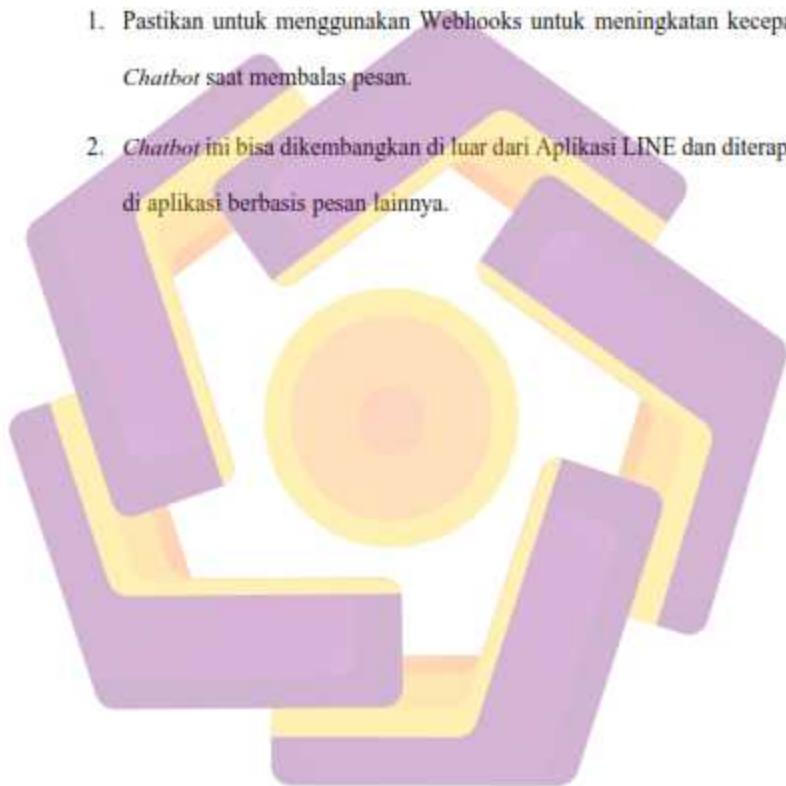 1. Pastikan untuk menggunakan Webhooks untuk meningkatan kecepa
Chatbot saat membalas pesan.
2. Chatbot ini bisa dikembangkan di luar dari Aplikasi LINE dan diterap
di aplikasi berbasis pesan lainnya.